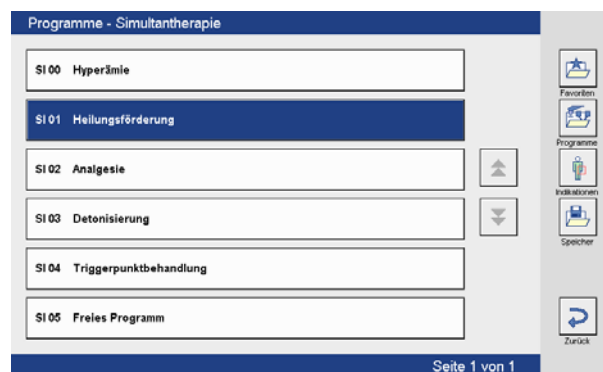 Programme - Simultantherapie
SI 00 Hyperämie
SI 01 Heilungsförderung
SI 02 Analgesie
SI 03 Detonisierung
SI 04 Triggerpunktbehandlung
SI 05 Freies Programm
Seite 1 von 1
Favoriten
Programme
Indikationen
Speicher
Zurück